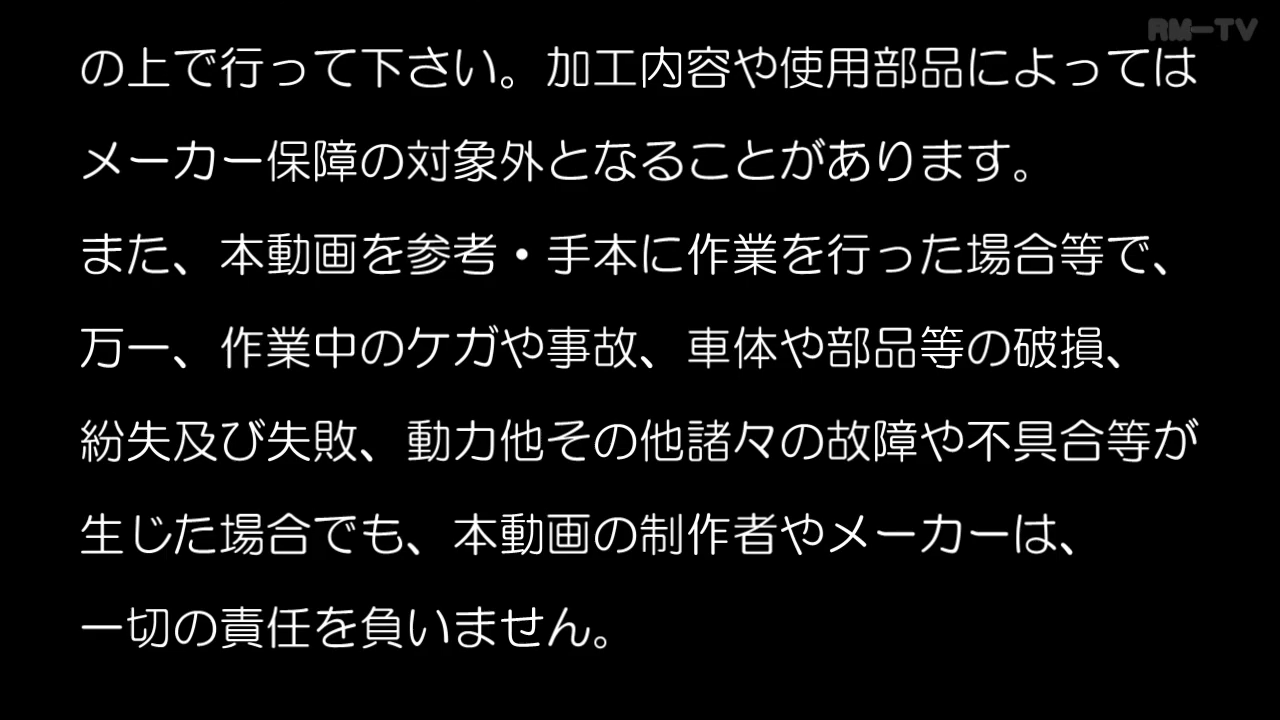 RM-TV
の上で行って下さい。加工内容や使用部品によっては
メーカー保障の対象外となることがあります。
また、本動画を参考・手本に作業を行った場合等で、
万一、作業中のケガや事故、車体や部品等の破損、
紛失及び失敗、動力他その他諸々の故障や不具合等が
生じた場合でも、本動画の制作者やメーカーは、
一切の責任を負いません。